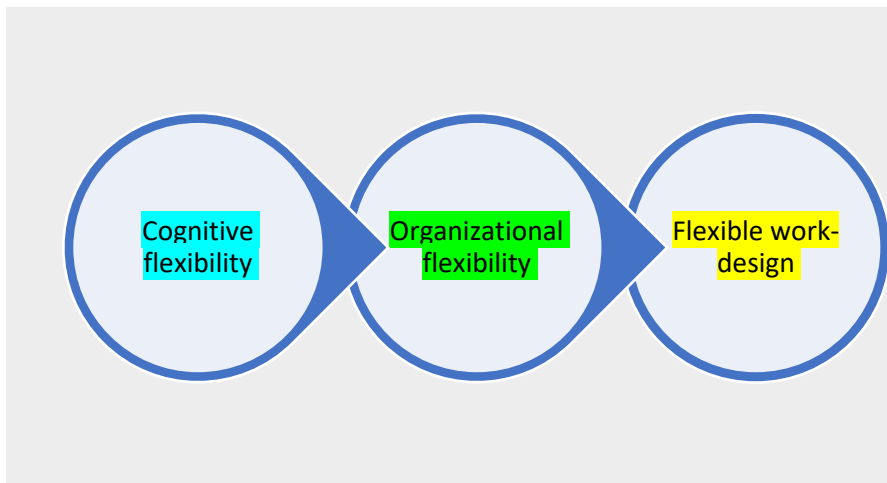 Cognitive
flexibility
Organizational
flexibility
Flexible work-
design